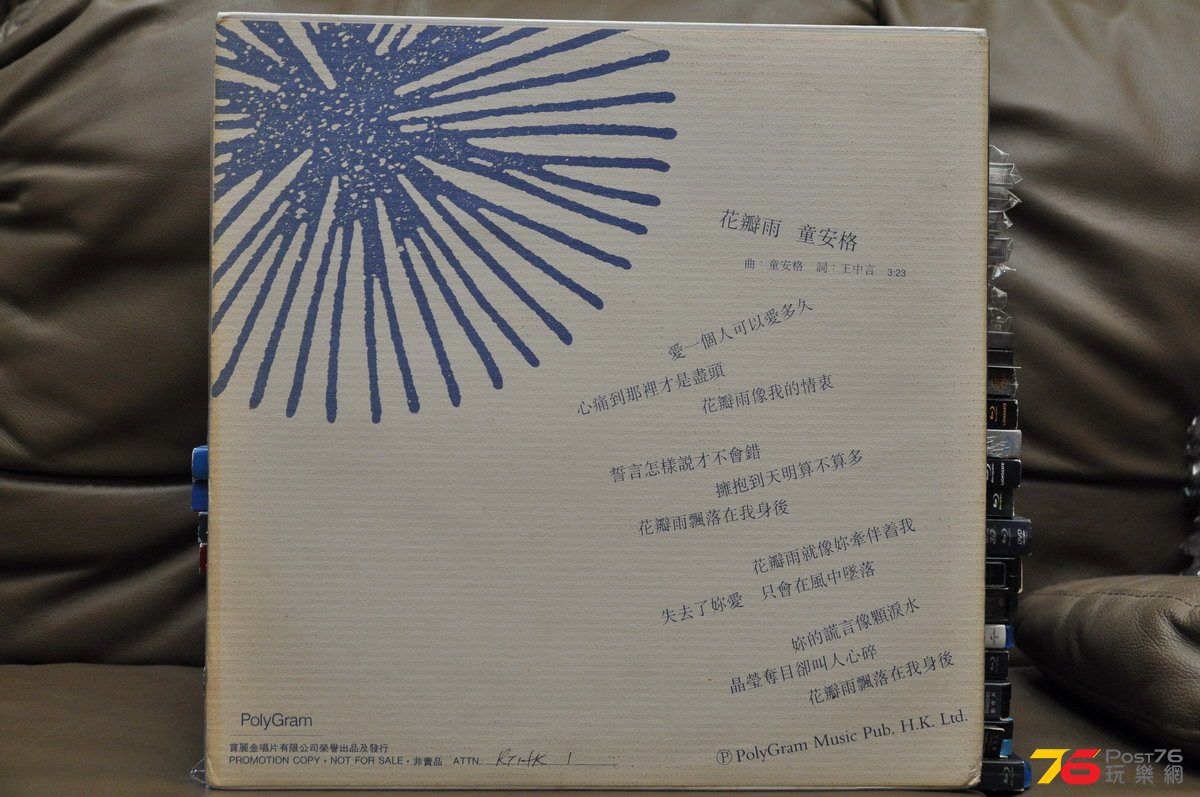 花瓣雨　童安格
曲：童安格　詞：王中言　3:23
愛一個人可以愛多久
心痛到那裡才是盡頭
花瓣雨像我的情衷
誓言怎樣説才不會錯
擁抱到天明算不算多
花瓣雨飄落在我身後
花瓣雨就像妳牽伴着我
失去了妳愛　只會在風中墜落
妳的謊言像顆淚水
晶瑩奪目卻叫人心碎
花瓣雨飄落在我身後
Ⓟ PolyGram Music Pub. H.K. Ltd.
PolyGram
寶麗金唱片有限公司榮譽出品及發行
PROMOTION COPY · NOT FOR SALE · 非賣品 ATTN.: RTHK 1
76 POST76
玩樂網